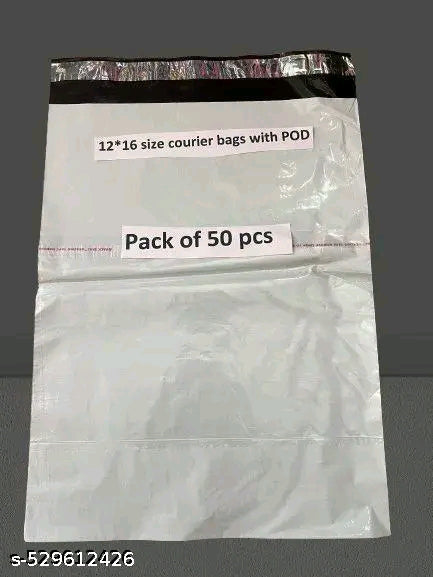 12*16 size courier bags with POD
Pack of 50 pcs
s-529612426